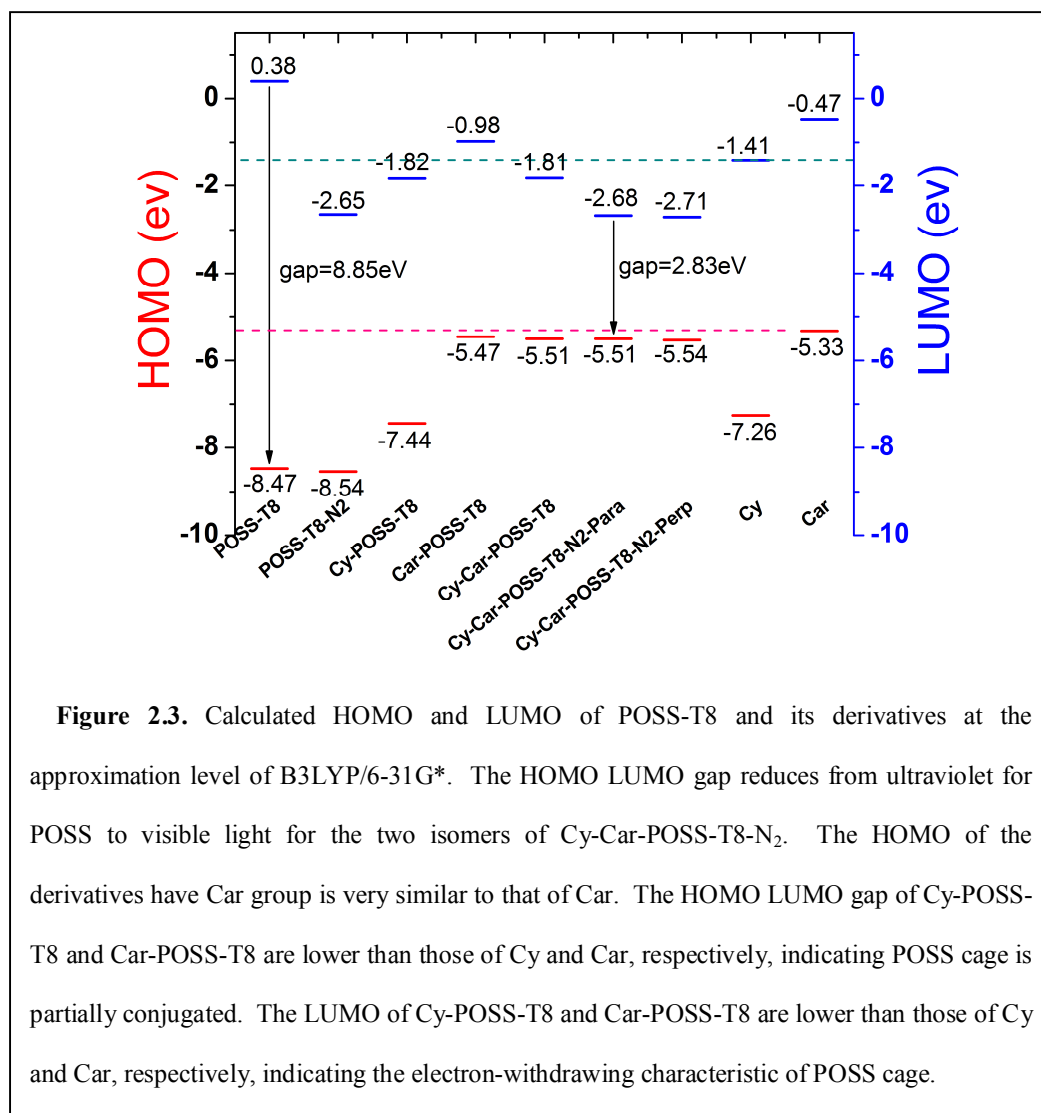 0.38
-0.47
-0.98
-1.41
-1.82
-1.81
-2.65
-2.68
-2.71
gap=8.85eV
gap=2.83eV
-5.47
-5.51
-5.51
-5.54
-5.33
-7.44
-7.26
-8.47
-8.54
0
-2
-4
-6
-8
-10
HOMO (ev)
0
-2
-4
-6
-8
-10
LUMO (ev)
POSS-T8
POSS-T8-N2
Cy-POSS-T8
Car-POSS-T8
Cy-Car-POSS-T8
Cy-Car-POSS-T8-N2-Para
Cy-Car-POSS-T8-N2-Perp
Cy
Car
Figure 2.3. Calculated HOMO and LUMO of POSS-T8 and its derivatives at the
approximation level of B3LYP/6-31G*. The HOMO LUMO gap reduces from ultraviolet for
POSS to visible light for the two isomers of Cy-Car-POSS-T8-N₂. The HOMO of the
derivatives have Car group is very similar to that of Car. The HOMO LUMO gap of Cy-POSS-
T8 and Car-POSS-T8 are lower than those of Cy and Car, respectively, indicating POSS cage is
partially conjugated. The LUMO of Cy-POSS-T8 and Car-POSS-T8 are lower than those of Cy
and Car, respectively, indicating the electron-withdrawing characteristic of POSS cage.